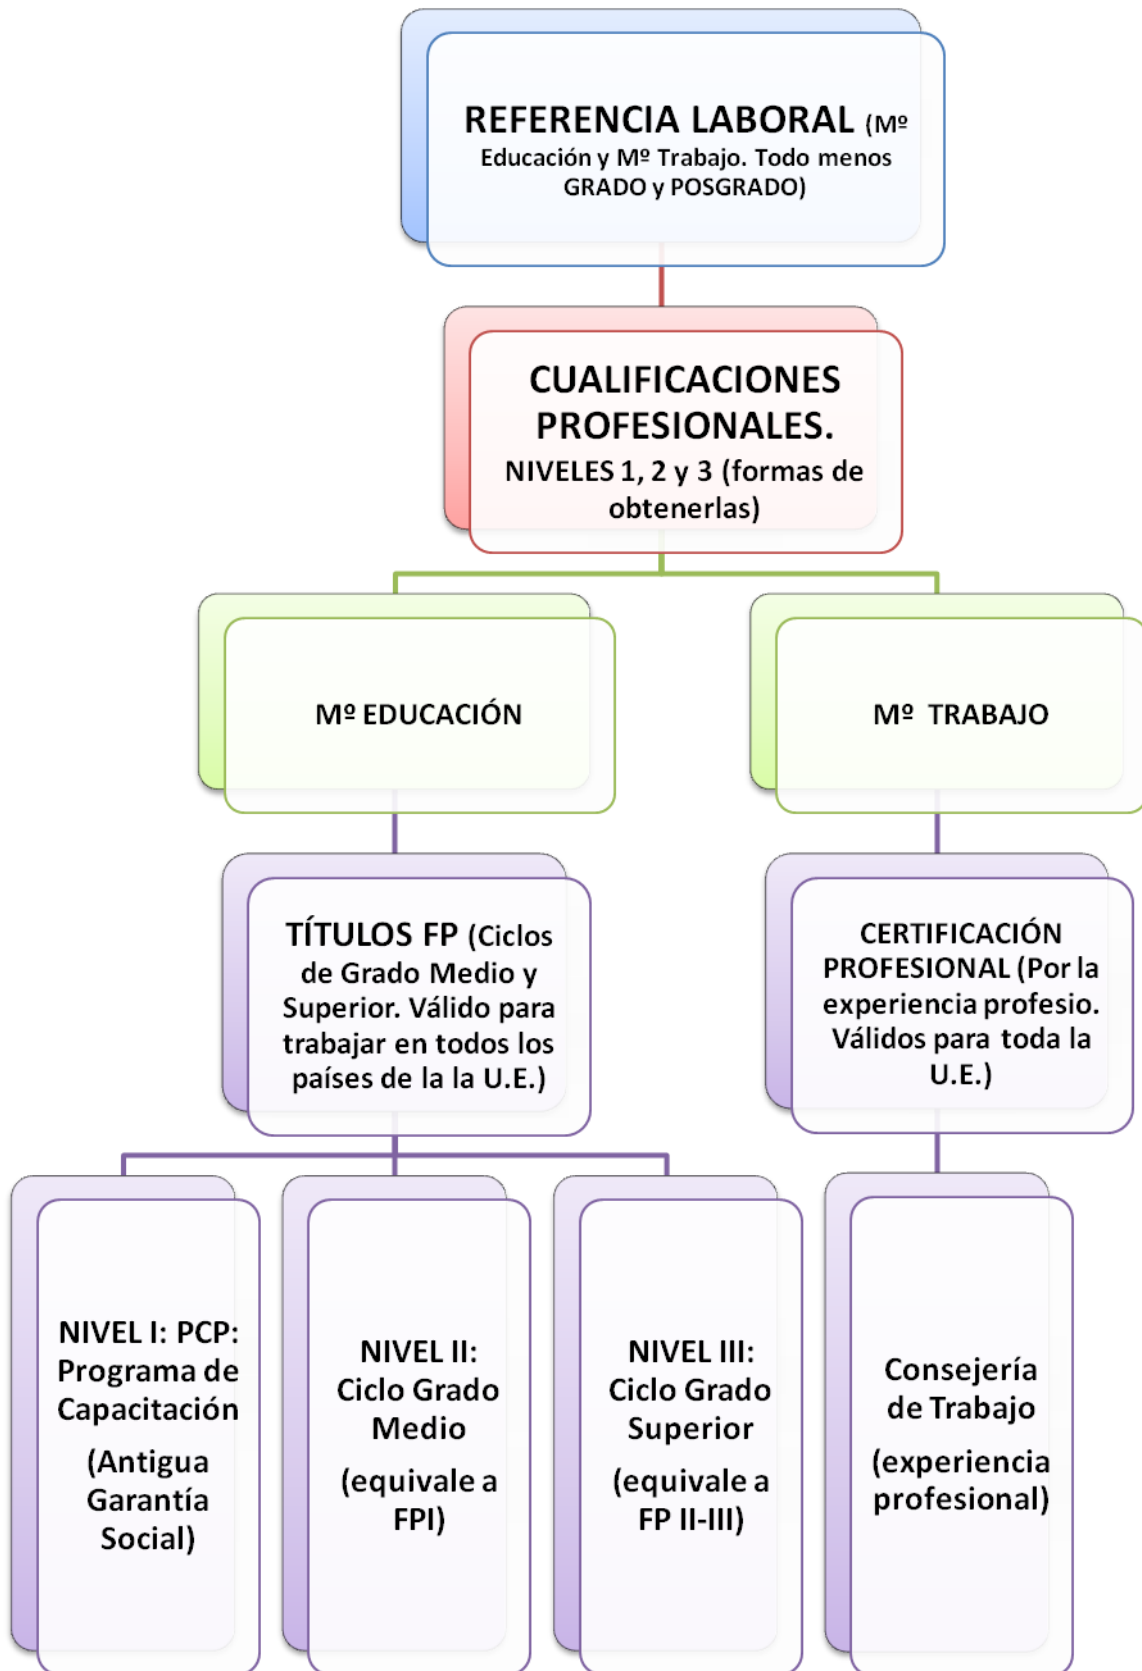 REFERENCIA LABORAL (Mº
Educación y Mº Trabajo. Todo menos
GRADO y POSGRADO)
CUALIFICACIONES
PROFESIONALES.
NIVELES 1, 2 y 3 (formas de
obtenerlas)
Mº EDUCACIÓN
Mº TRABAJO
TÍTULOS FP (Ciclos
de Grado Medio y
Superior. Válido para
trabajar en todos los
países de la la U.E.)
CERTIFICACIÓN
PROFESIONAL (Por la
experiencia profesio.
Válidos para toda la
U.E.)
NIVEL I: PCP:
Programa de
Capacitación
(Antigua
Garantía
Social)
NIVEL II:
Ciclo Grado
Medio
(equivale a
FPI)
NIVEL III:
Ciclo Grado
Superior
(equivale a
FP II-III)
Consejería
de Trabajo
(experiencia
profesional)